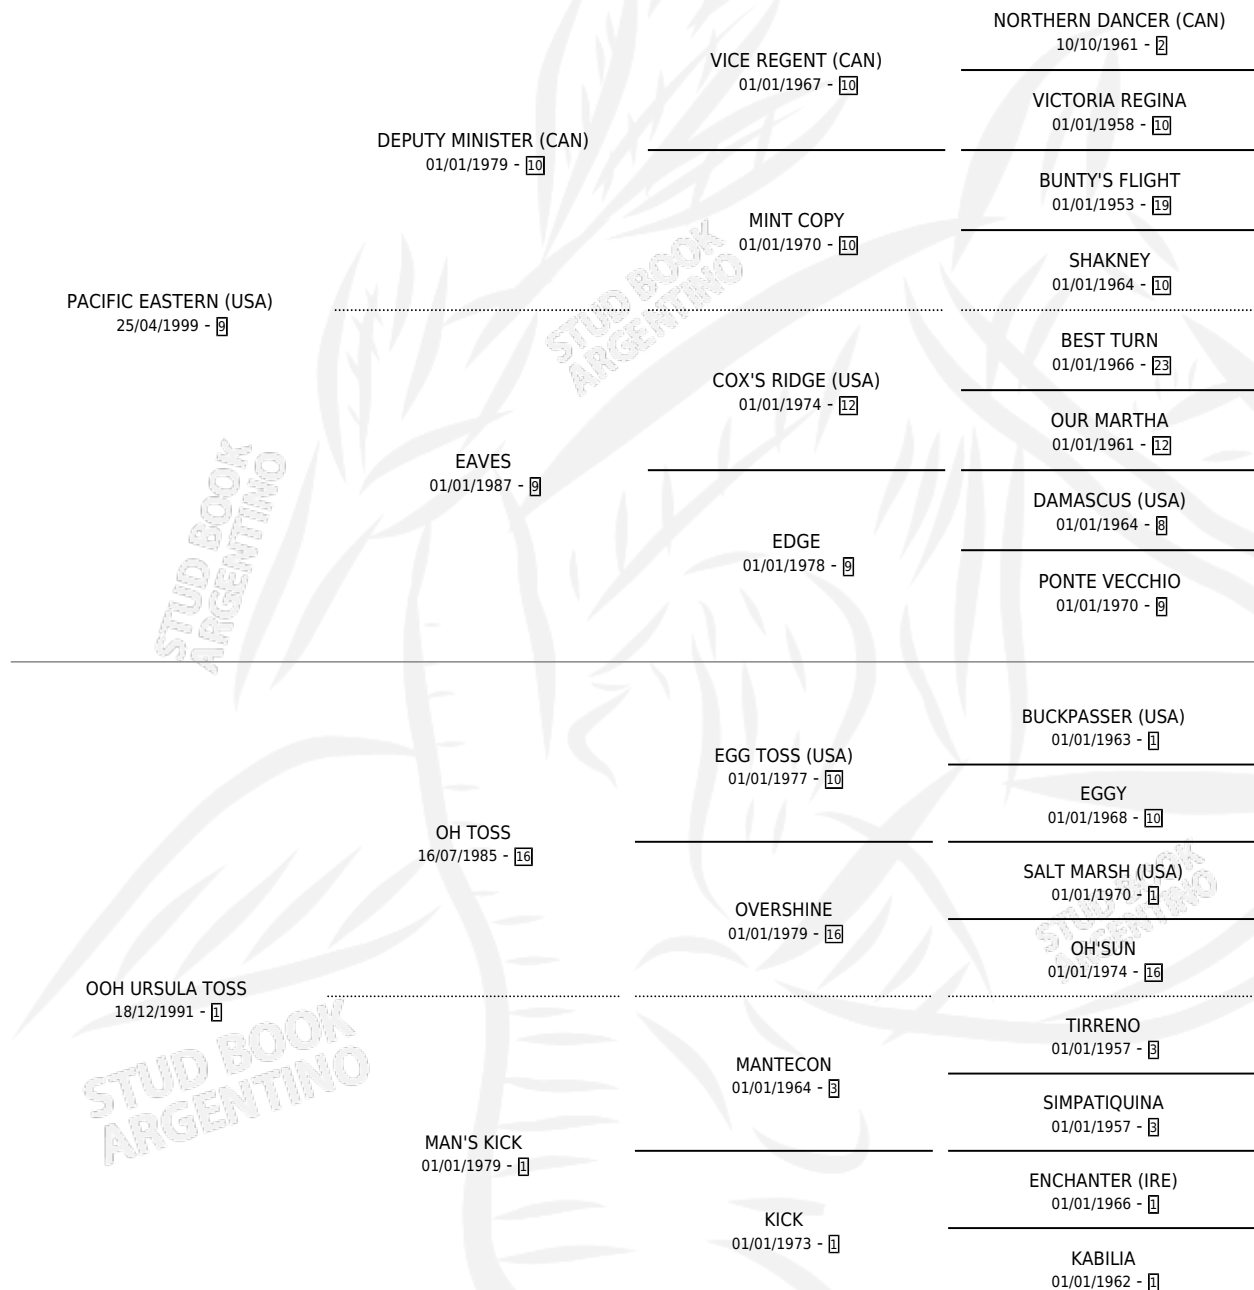 NORTHERN DANCER (CAN)
10/10/1961 - 2
VICE REGENT (CAN)
01/01/1967 - 10
VICTORIA REGINA
01/01/1958 - 10
DEPUTY MINISTER (CAN)
01/01/1979 - 10
BUNTY'S FLIGHT
01/01/1953 - 19
MINT COPY
01/01/1970 - 10
SHAKNEY
01/01/1964 - 10
PACIFIC EASTERN (USA)
25/04/1999 - 9
BEST TURN
01/01/1966 - 23
COX'S RIDGE (USA)
01/01/1974 - 12
OUR MARTHA
01/01/1961 - 12
EAVES
01/01/1987 - 9
DAMASCUS (USA)
01/01/1964 - 8
EDGE
01/01/1978 - 9
PONTE VECCHIO
01/01/1970 - 9
STUD BOOK
ARGENTINO
STUD BOOK
ARGENTINO
BUCKPASSER (USA)
01/01/1963 - 1
EGG TOSS (USA)
01/01/1977 - 10
EGGY
01/01/1968 - 10
OH TOSS
16/07/1985 - 16
SALT MARSH (USA)
01/01/1970 - 1
OVERSHINE
01/01/1979 - 16
OH'SUN
01/01/1974 - 16
STUD BOOK
ARGENTINO
OOH URSULA TOSS
18/12/1991 - 1
TIRRENO
01/01/1957 - 3
MANTECON
01/01/1964 - 3
SIMPATIQUINA
01/01/1957 - 3
MAN'S KICK
01/01/1979 - 1
ENCHANTER (IRE)
01/01/1966 - 1
KICK
01/01/1973 - 1
KABILIA
01/01/1962 - 1
STUD BOOK
ARGENTINO